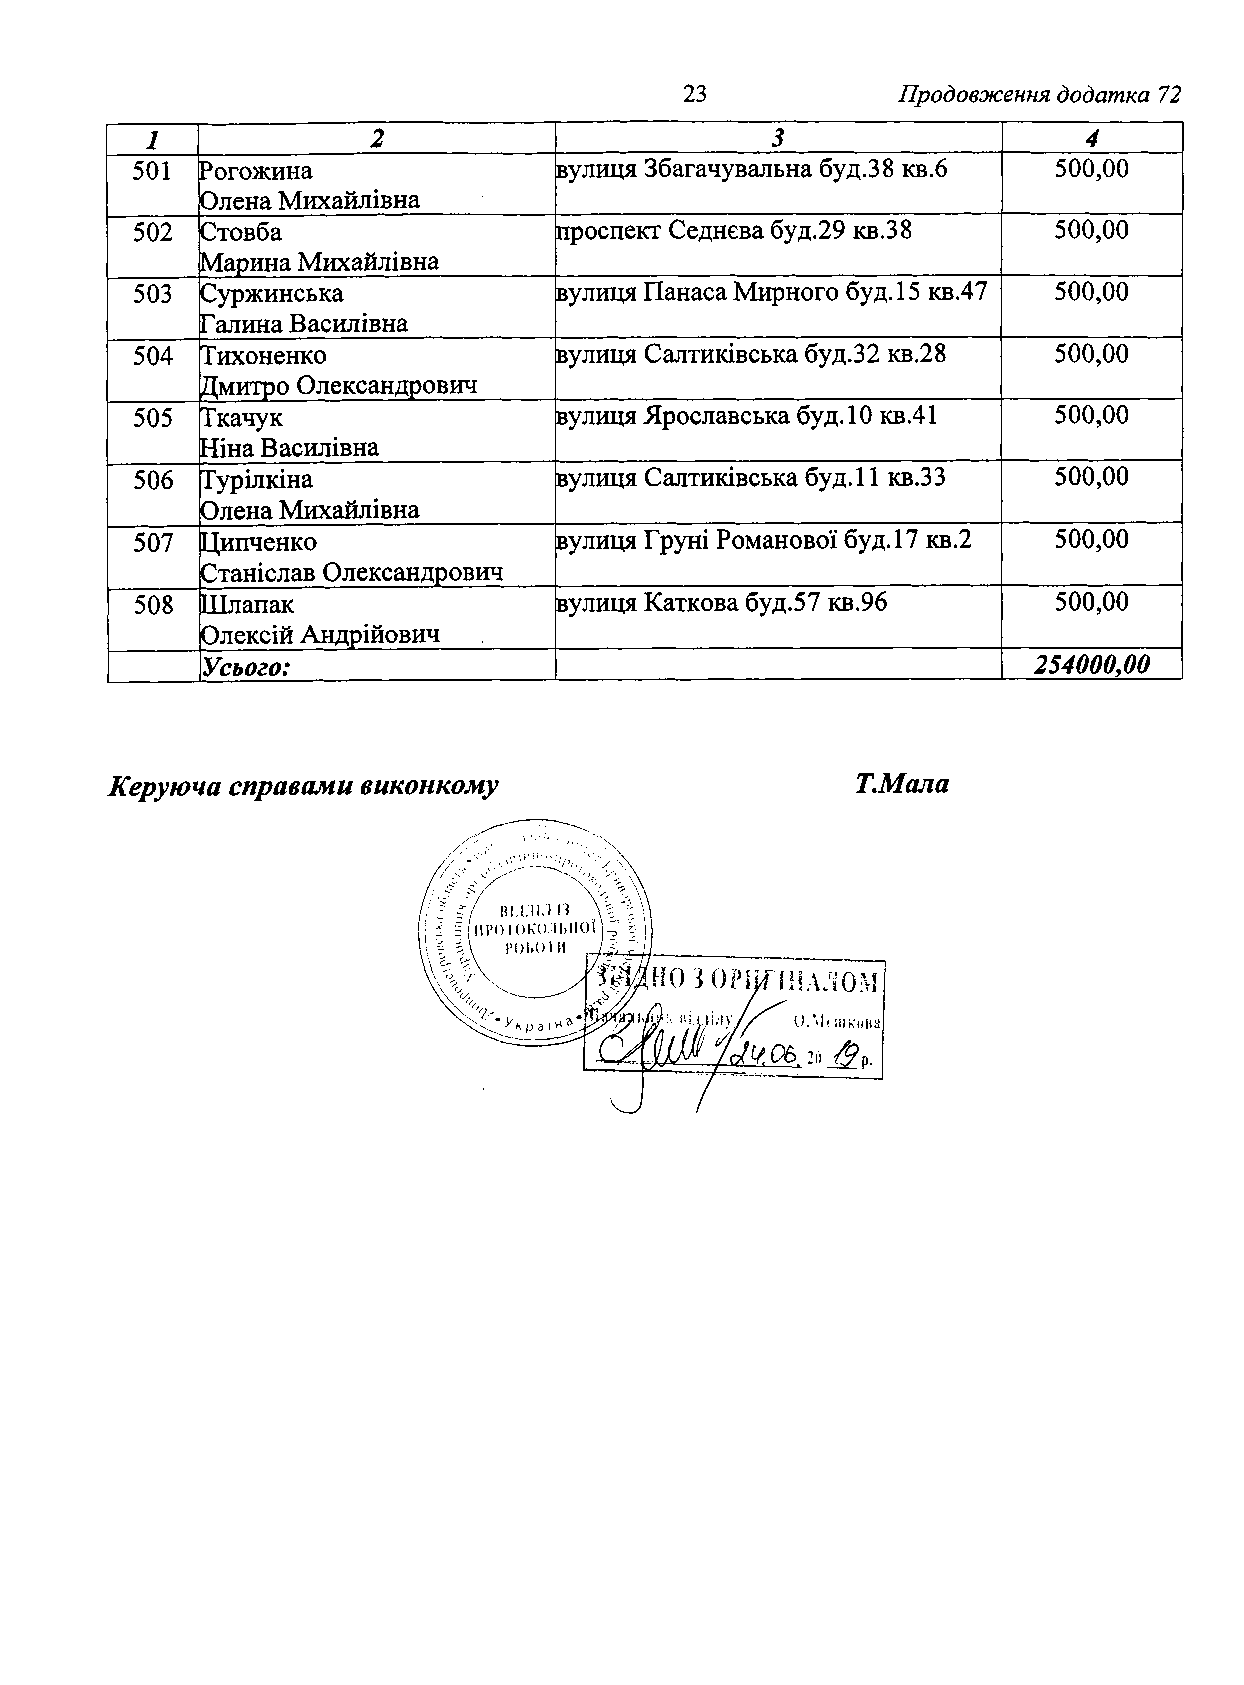 23 Продовження додатка 72
1 2 3 4
501 Рогожина вулиця Збагачувальна буд.38 кв.6 500,00
Олена Михайлівна
502 Стовба проспект Седнєва буд.29 кв.38 500,00
Марина Михайлівна
503 Суржинська вулиця Панаса Мирного буд.15 кв.47 500,00
Галина Василівна
504 Тихоненко вулиця Салтиківська буд.32 кв.28 500,00
Дмитро Олександрович
505 Ткачук вулиця Ярославська буд.10 кв.41 500,00
Ніна Василівна
506 Турілкіна вулиця Салтиківська буд.11 кв.33 500,00
Олена Михайлівна
507 Ципченко вулиця Груні Романової буд.17 кв.2 500,00
Станіслав Олександрович
508 Шлапак вулиця Каткова буд.57 кв.96 500,00
Олексій Андрійович
Усього: 254000,00
Керуюча справами виконкому Т.Мала
ВІДДІЛ ІЗ
ПРОТОКОЛЬНОЇ
РОБОТИ
Україна
ЗГІДНО З ОРИГІНАЛОМ
Начальник відділу
24.06. 2019 р.